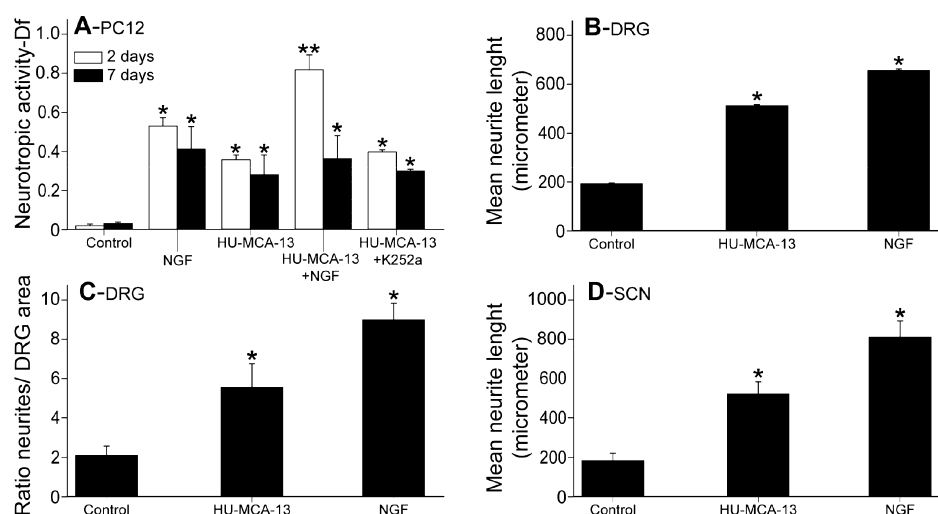 A-PC12
Neurotropic activity-Df
1.0
0.8
0.6
0.4
0.2
0
2 days
7 days
*
*
*
*
**
*
*
*
Control
NGF
HU-MCA-13
HU-MCA-13
+NGF
HU-MCA-13
+K252a
B-DRG
Mean neurite lenght
(micrometer)
800
600
400
200
0
*
*
Control
HU-MCA-13
NGF
C-DRG
Ratio neurites/ DRG area
10
8
6
4
2
0
*
*
Control
HU-MCA-13
NGF
D-SCN
Mean neurite lenght
(micrometer)
1000
800
600
400
200
0
*
*
Control
HU-MCA-13
NGF